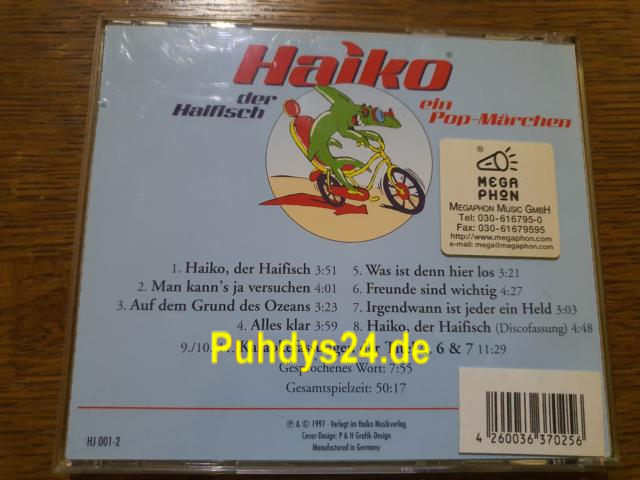 Haiko®
der
Haifisch
ein
Pop-Märchen
®
MEGA
PHON
MEGAPHON MUSIC GMBH
Tel: 030-616795-0
Fax: 030-61679595
http://www.megaphon.com
e-mail: mega@megaphon.com
1. Haiko, der Haifisch 3:51
2. Man kann's ja versuchen 4:01
3. Auf dem Grund des Ozeans 3:23
4. Alles klar 3:59
5. Was ist denn hier los 3:21
6. Freunde sind wichtig 4:27
7. Irgendwann ist jeder ein Held 3:03
8. Haiko, der Haifisch (Discofassung) 4:48
Puhdys24.de
9./10. Karaokefassungen der Titel 6 & 7 11:29
Gesprochenes Wort: 7:55
Gesamtspielzeit: 50:17
HJ 001-2
℗ & © 1997 · Verlegt im Haiko Musikverlag
Cover-Design: P & H Grafik-Design
Manufactured in Germany
4 260036 370256